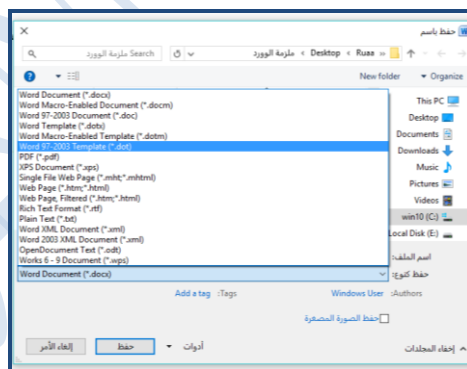 حفظ باسم
Ruaa › Desktop › ملزمة الوورد
Search ملزمة الوورد
Organize
New folder
This PC
Desktop
Documents
Downloads
Music
Pictures
Videos
win10 (C:)
Local Disk (E:)
Word Document (*.docx)
Word Macro-Enabled Document (*.docm)
Word 97-2003 Document (*.doc)
Word Template (*.dotx)
Word Macro-Enabled Template (*.dotm)
Word 97-2003 Template (*.dot)
PDF (*.pdf)
XPS Document (*.xps)
Single File Web Page (*.mht;*.mhtml)
Web Page (*.htm;*.html)
Web Page, Filtered (*.htm;*.html)
Rich Text Format (*.rtf)
Plain Text (*.txt)
Word XML Document (*.xml)
Word 2003 XML Document (*.xml)
OpenDocument Text (*.odt)
Works 6 - 9 Document (*.wps)
اسم الملف:
حفظ كنوع: Word Document (*.docx)
Authors: Windows User Tags: Add a tag
حفظ الصورة المصغرة
إخفاء المجلدات أدوات حفظ إلغاء الأمر